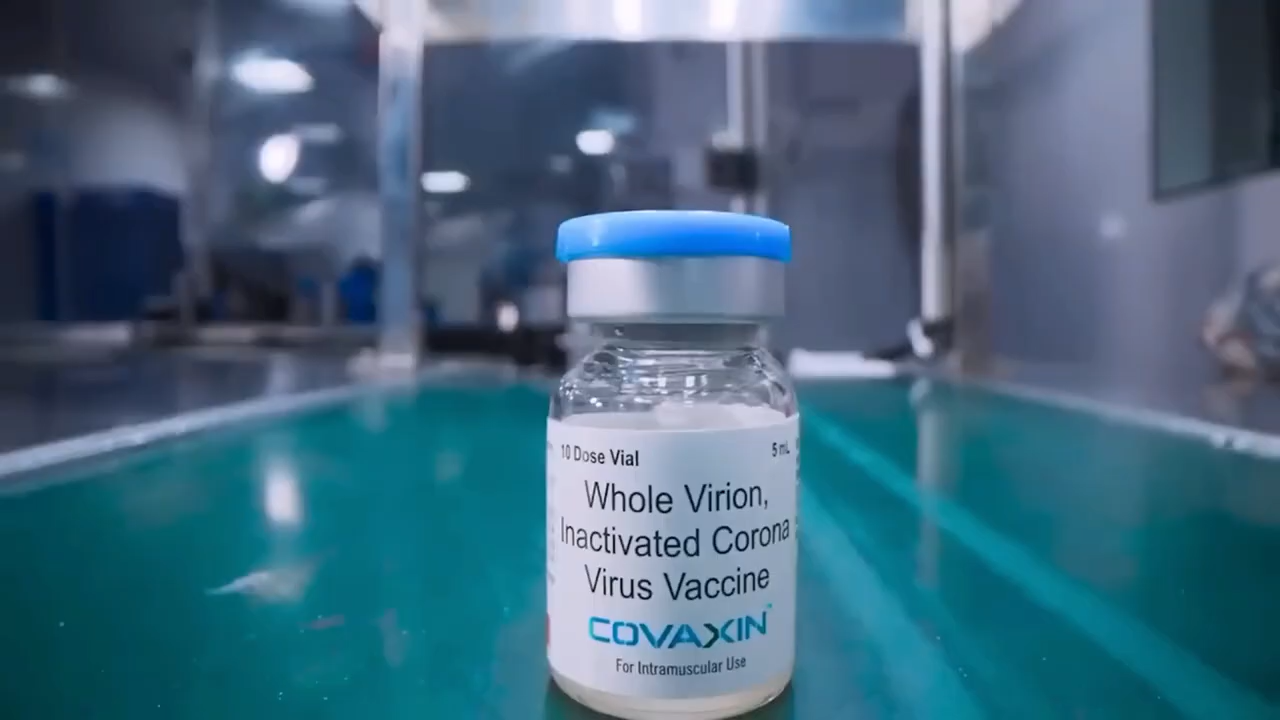 10 Dose Vial 5 mL
Whole Virion,
Inactivated Corona
Virus Vaccine
COVAXIN
For Intramuscular Use